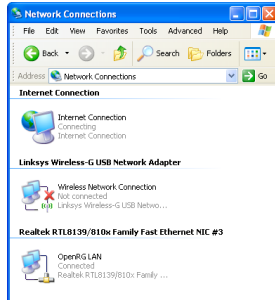 Network Connections
File Edit View Favorites Tools Advanced Help
Back Search Folders
Address Network Connections Go
Internet Connection
Internet Connection
Connecting
Internet Connection
Linksys Wireless-G USB Network Adapter
Wireless Network Connection
Not connected
Linksys Wireless-G USB Netwo...
Realtek RTL8139/810x Family Fast Ethernet NIC #3
OpenRG LAN
Connected
Realtek RTL8139/810x Family ...